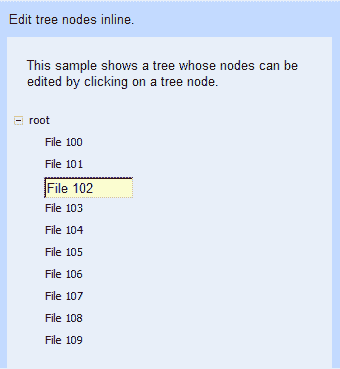 Edit tree nodes inline.
This sample shows a tree whose nodes can be
edited by clicking on a tree node.
root
File 100
File 101
File 102
File 103
File 104
File 105
File 106
File 107
File 108
File 109